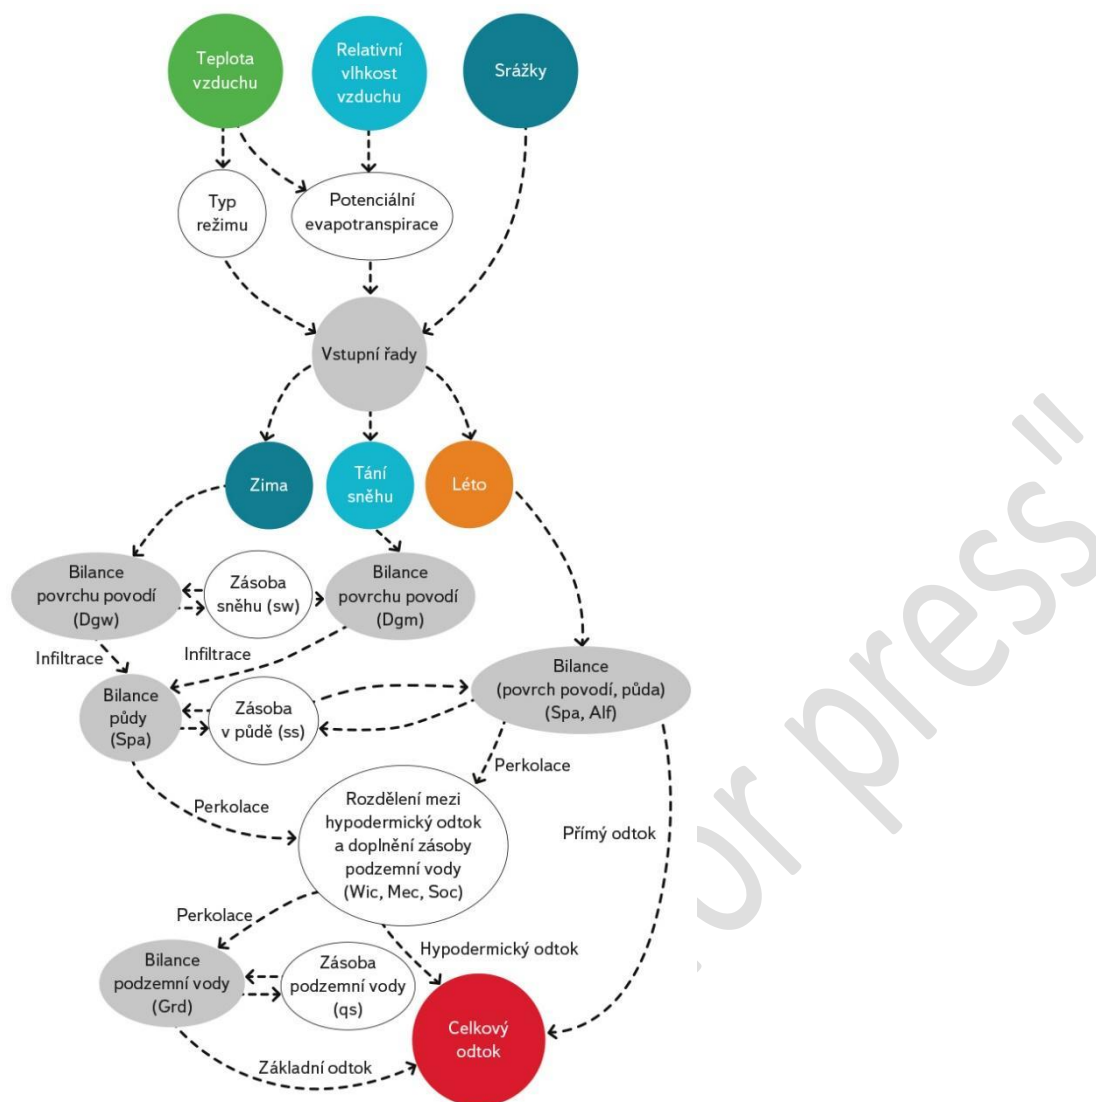 Teplota
vzduchu
Relativní
vlhkost
vzduchu
Srážky
Typ
režimu
Potenciální
evapotranspirace
Vstupní řady
Zima
Tání
sněhu
Léto
Bilance
povrchu povodí
(Dgw)
Zásoba
sněhu (sw)
Bilance
povrchu povodí
(Dgm)
Infiltrace
Infiltrace
Bilance
půdy
(Spa)
Zásoba
v půdě (ss)
Bilance
(povrch povodí, půda)
(Spa, Alf)
Perkolace
Perkolace
Rozdělení mezi
hypodermický odtok
a doplnění zásoby
podzemní vody
(Wic, Mec, Soc)
Přímý odtok
Perkolace
Hypodermický odtok
Bilance
podzemní vody
(Grd)
Zásoba
podzemní vody
(qs)
Celkový
odtok
Základní odtok
or press"